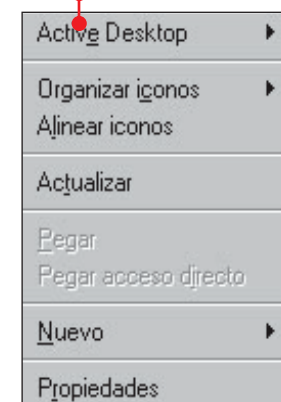 Active Desktop
Organizar iconos
Alinear iconos
Actualizar
Pegar
Pegar acceso directo
Nuevo
Propiedades